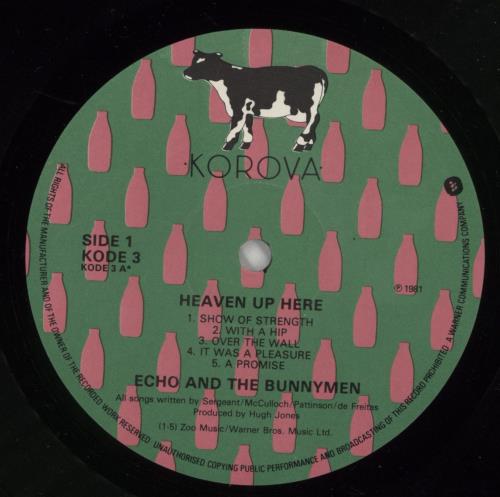 ·KOROVA·
SIDE 1
KODE 3
KODE 3 A*
℗ 1981
HEAVEN UP HERE
1. SHOW OF STRENGTH
2. WITH A HIP
3. OVER THE WALL
4. IT WAS A PLEASURE
5. A PROMISE
ECHO AND THE BUNNYMEN
All songs written by Sergeant/McCulloch/Pattinson/de Freitas
Produced by Hugh Jones
(1-5) Zoo Music/Warner Bros. Music Ltd.
ALL RIGHTS OF THE MANUFACTURER AND OF THE OWNER OF THE RECORDED WORK RESERVED. UNAUTHORISED COPYING PUBLIC PERFORMANCE AND BROADCASTING OF THIS RECORD PROHIBITED. A WARNER COMMUNICATIONS COMPANY